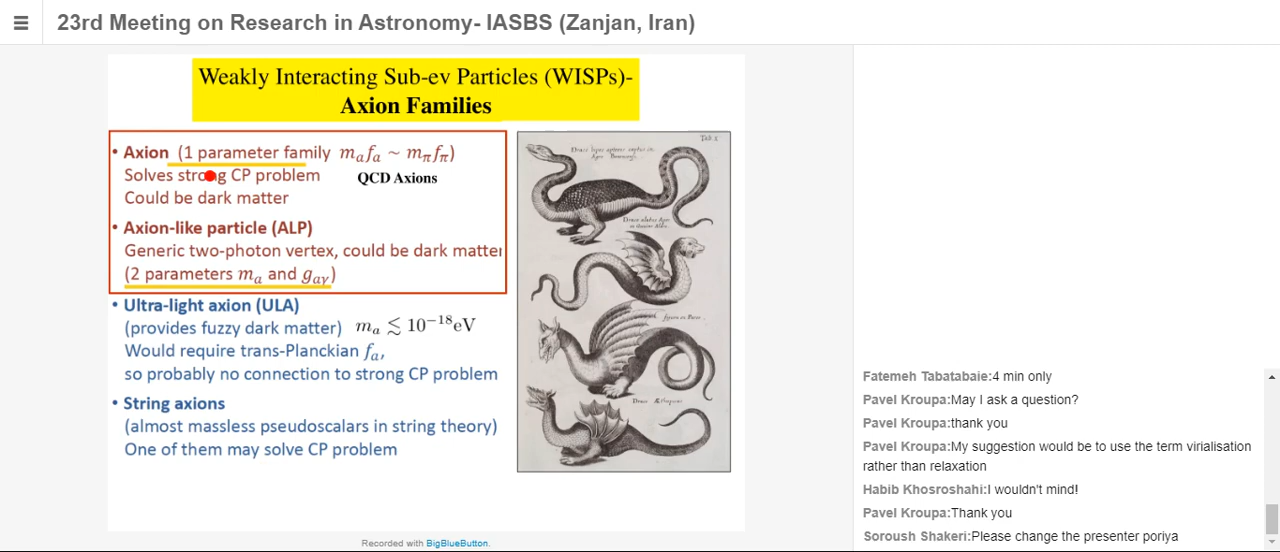 23rd Meeting on Research in Astronomy- IASBS (Zanjan, Iran)
Weakly Interacting Sub-ev Particles (WISPs)-
Axion Families
• Axion (1 parameter family mₐfₐ ~ m_πf_π)
Solves strong CP problem
QCD Axions
Could be dark matter
• Axion-like particle (ALP)
Generic two-photon vertex, could be dark matter
(2 parameters mₐ and g_aγ)
• Ultra-light axion (ULA)
(provides fuzzy dark matter) mₐ ≲ 10⁻¹⁸eV
Would require trans-Planckian fₐ,
so probably no connection to strong CP problem
• String axions
(almost massless pseudoscalars in string theory)
One of them may solve CP problem
Recorded with BigBlueButton.
Fatemeh Tabatabaie:4 min only
Pavel Kroupa:May I ask a question?
Pavel Kroupa:thank you
Pavel Kroupa:My suggestion would be to use the term virialisation
rather than relaxation
Habib Khosroshahi:I wouldn't mind!
Pavel Kroupa:Thank you
Soroush Shakeri:Please change the presenter poriya